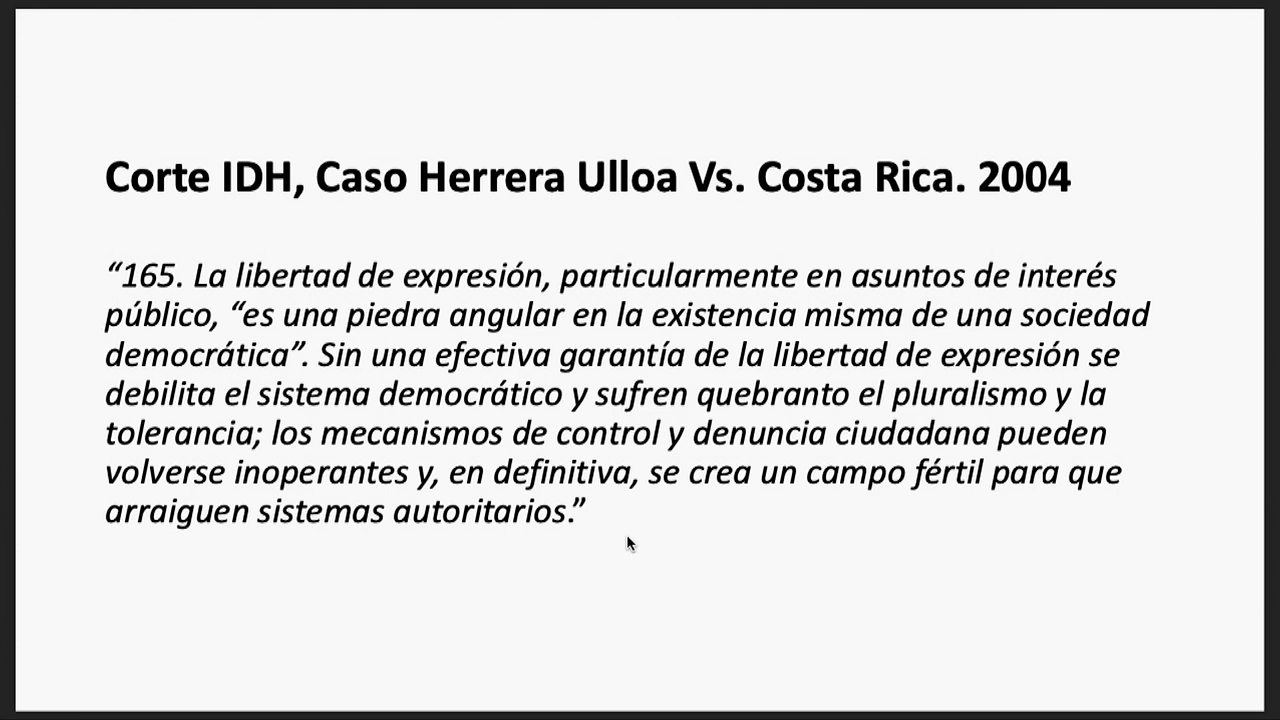 Corte IDH, Caso Herrera Ulloa Vs. Costa Rica. 2004
“165. La libertad de expresión, particularmente en asuntos de interés
público, “es una piedra angular en la existencia misma de una sociedad
democrática”. Sin una efectiva garantía de la libertad de expresión se
debilita el sistema democrático y sufren quebranto el pluralismo y la
tolerancia; los mecanismos de control y denuncia ciudadana pueden
volverse inoperantes y, en definitiva, se crea un campo fértil para que
arraiguen sistemas autoritarios.”